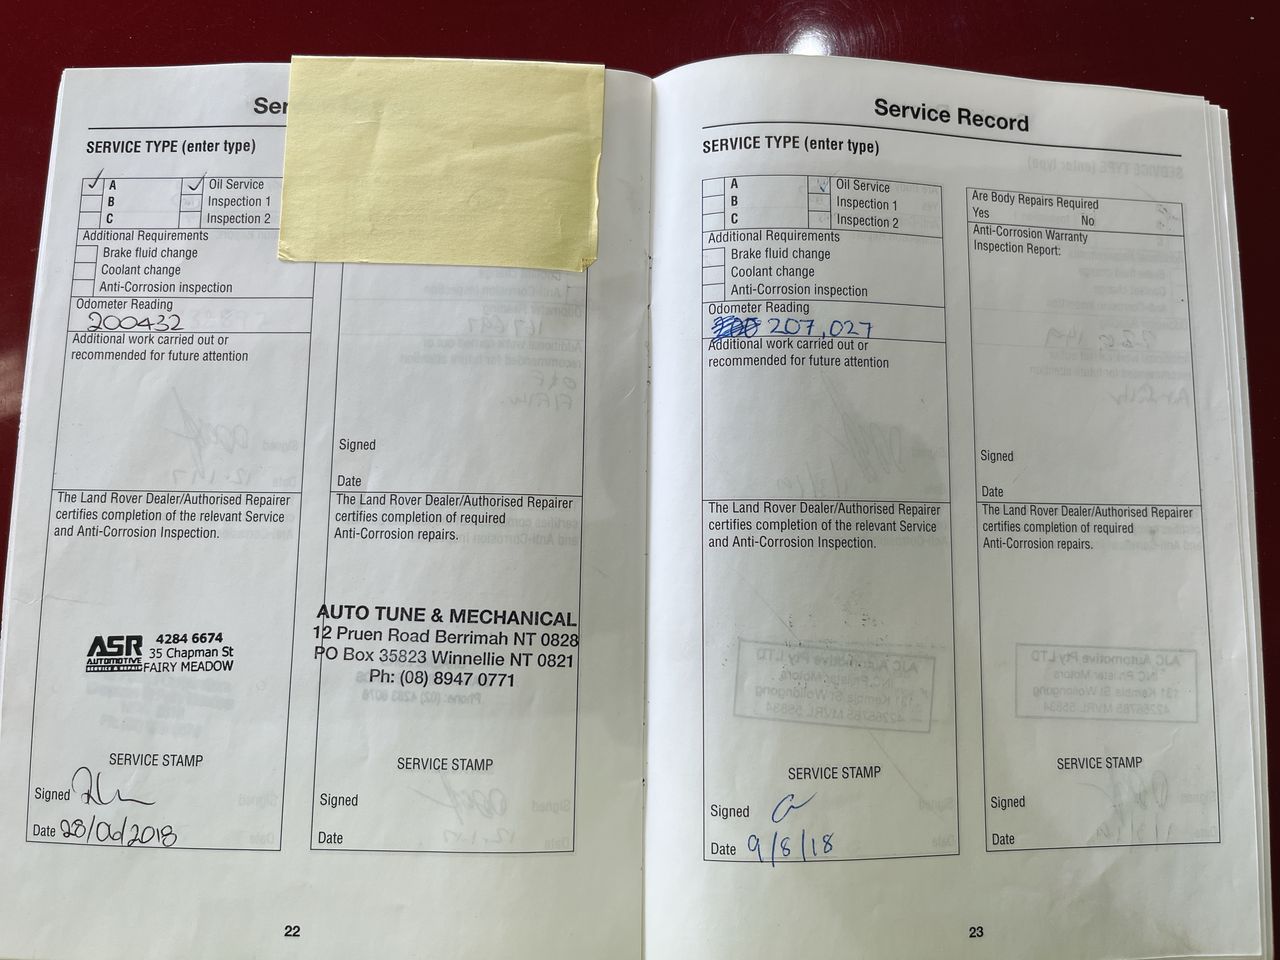 Ser
SERVICE TYPE (enter type)
A
Oil Service
B
Inspection 1
C
Inspection 2
Additional Requirements
Brake fluid change
Coolant change
Anti-Corrosion inspection
Odometer Reading
200432
Additional work carried out or
recommended for future attention
The Land Rover Dealer/Authorised Repairer
certifies completion of the relevant Service
and Anti-Corrosion Inspection.
ASR
AUTOMOTIVE
SERVICE & REPAIR
4284 6674
35 Chapman St
FAIRY MEADOW
SERVICE STAMP
Signed
Date 28/06/2018
Signed
Date
The Land Rover Dealer/Authorised Repairer
certifies completion of required
Anti-Corrosion repairs.
AUTO TUNE & MECHANICAL
12 Pruen Road Berrimah NT 0828
PO Box 35823 Winnellie NT 0821
Ph: (08) 8947 0771
SERVICE STAMP
Signed
Date
22
Service Record
SERVICE TYPE (enter type)
A
Oil Service
B
Inspection 1
C
Inspection 2
Additional Requirements
Brake fluid change
Coolant change
Anti-Corrosion inspection
Odometer Reading
207,027
Additional work carried out or
recommended for future attention
The Land Rover Dealer/Authorised Repairer
certifies completion of the relevant Service
and Anti-Corrosion Inspection.
SERVICE STAMP
Signed
Date 9/8/18
Are Body Repairs Required
Yes No
Anti-Corrosion Warranty
Inspection Report:
Signed
Date
The Land Rover Dealer/Authorised Repairer
certifies completion of required
Anti-Corrosion repairs.
SERVICE STAMP
Signed
Date
23